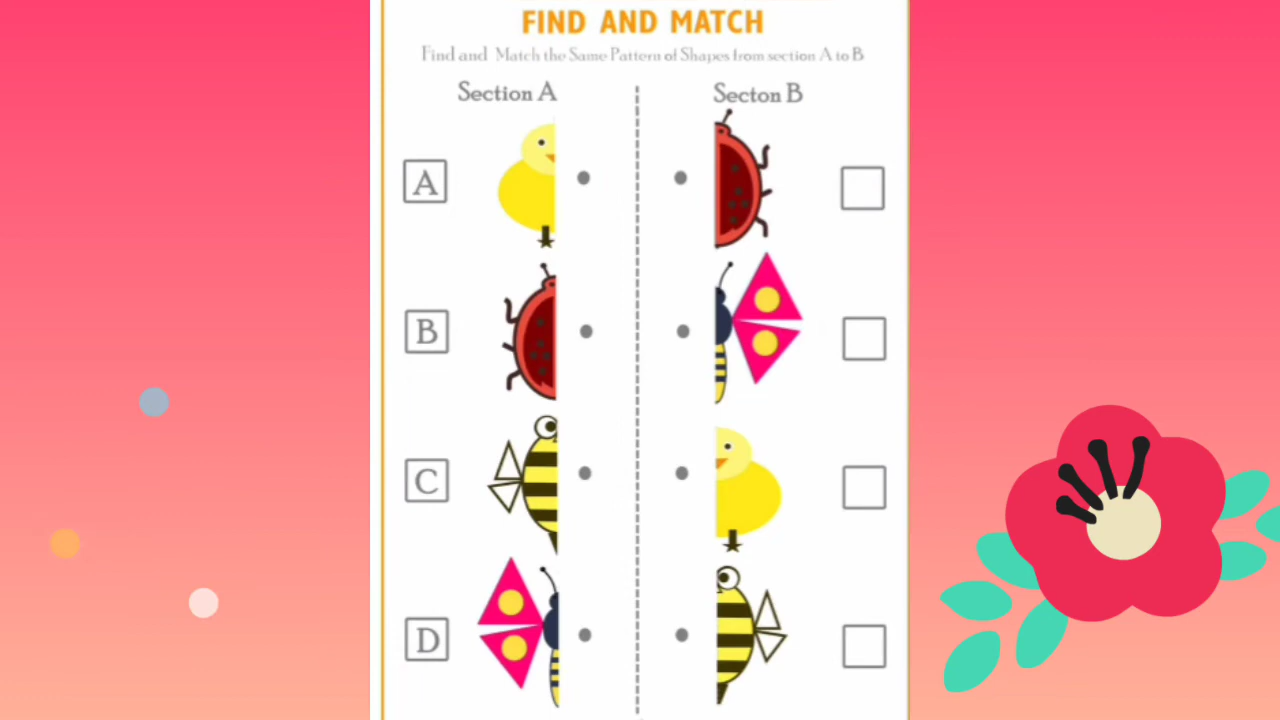 FIND AND MATCH
Find and Match the Same Pattern of Shapes from section A to B
Section A
Secton B
A
B
C
D